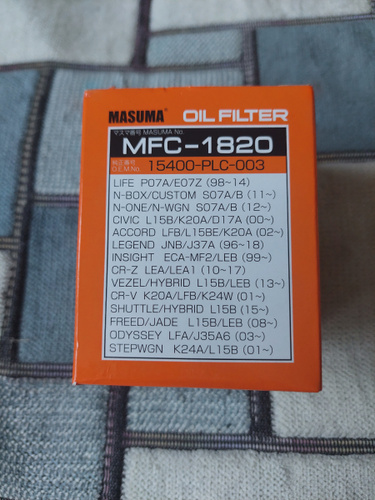 MASUMA® OIL FILTER
マスマ番号 MASUMA No.
MFC-1820
純正番号 O.E.M.No. 15400-PLC-003
LIFE P07A/E07Z (98~14)
N-BOX/CUSTOM S07A/B (11~)
N-ONE/N-WGN S07A/B (12~)
CIVIC L15B/K20A/D17A (00~)
ACCORD LFB/L15BE/K20A (02~)
LEGEND JNB/J37A (96~18)
INSIGHT ECA-MF2/LEB (99~)
CR-Z LEA/LEA1 (10~17)
VEZEL/HYBRID L15B/LEB (13~)
CR-V K20A/LFB/K24W (01~)
SHUTTLE/HYBRID L15B (15~)
FREED/JADE L15B/LEB (08~)
ODYSSEY LFA/J35A6 (03~)
STEPWGN K24A/L15B (01~)